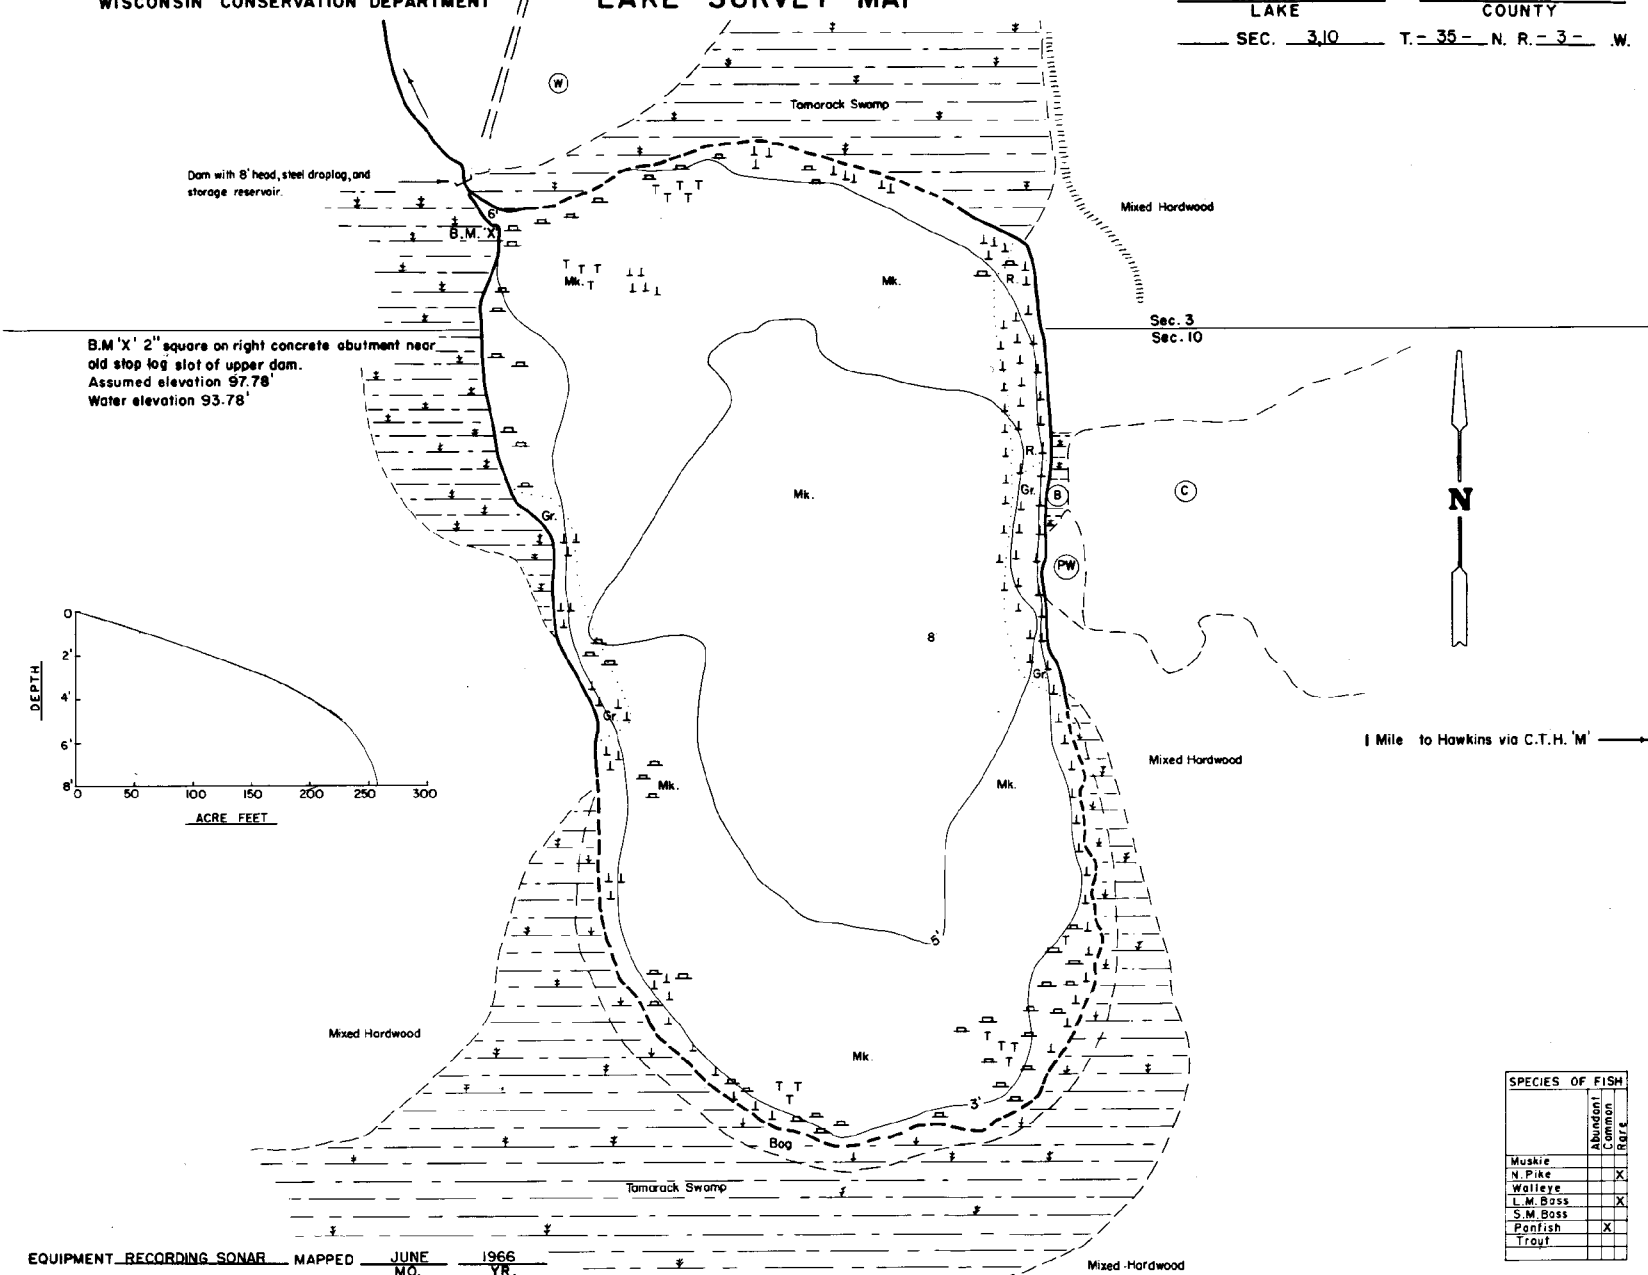 WISCONSIN CONSERVATION DEPARTMENT
LAKE SURVEY MAP
LAKE COUNTY
SEC. 3,10 T.-35- N. R.-3- .W.
W
Tamarack Swamp
Dam with 8' head, steel droplog, and
storage reservoir.
Mixed Hardwood
6'
B.M. 'X'
T T T
T T
T T T
Mk. T
Mk.
R.
Sec. 3
Sec. 10
B.M 'X' 2" square on right concrete abutment near
old stop log slot of upper dam.
Assumed elevation 97.78'
Water elevation 93.78'
R.
Mk.
Gr.
B
C
N
Gr.
PW
8
Gr.
Gr.
DEPTH
0
2'
4'
6'
8'
0 50 100 150 200 250 300
ACRE FEET
1 Mile to Hawkins via C.T.H. 'M'
Mixed Hardwood
Mk.
Mk.
5'
T
Mixed Hardwood
T
T T
T
Mk.
T T
T
3'
Bog
Tamarack Swamp
SPECIES OF FISH
Abundant
Common
Rare
Muskie
N. Pike X
Walleye
L.M. Bass X
S.M. Bass
Panfish X
Trout
EQUIPMENT RECORDING SONAR MAPPED JUNE 1966
MO. YR.
Mixed Hardwood